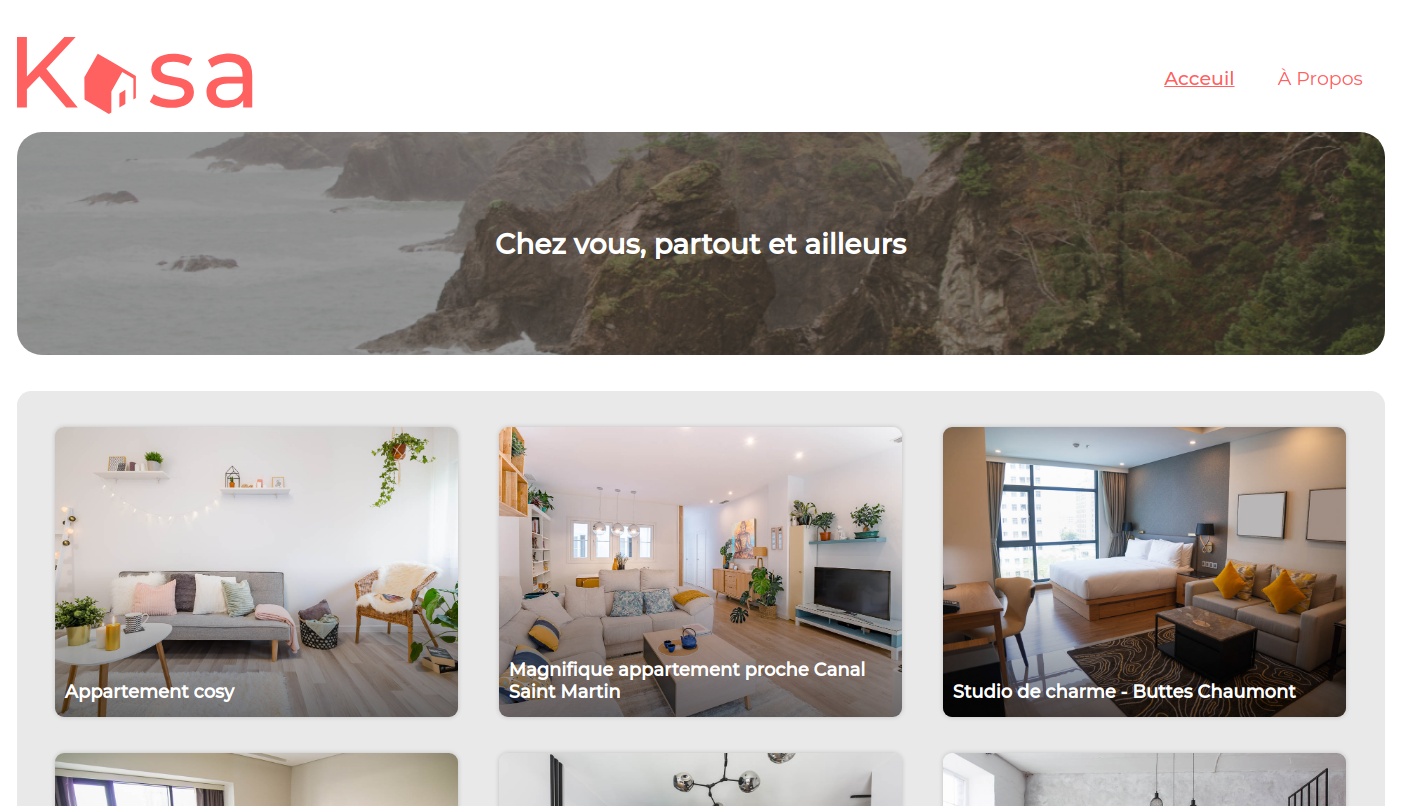 Kasa
Acceuil
À Propos
Chez vous, partout et ailleurs
Appartement cosy
Magnifique appartement proche Canal
Saint Martin
Studio de charme - Buttes Chaumont